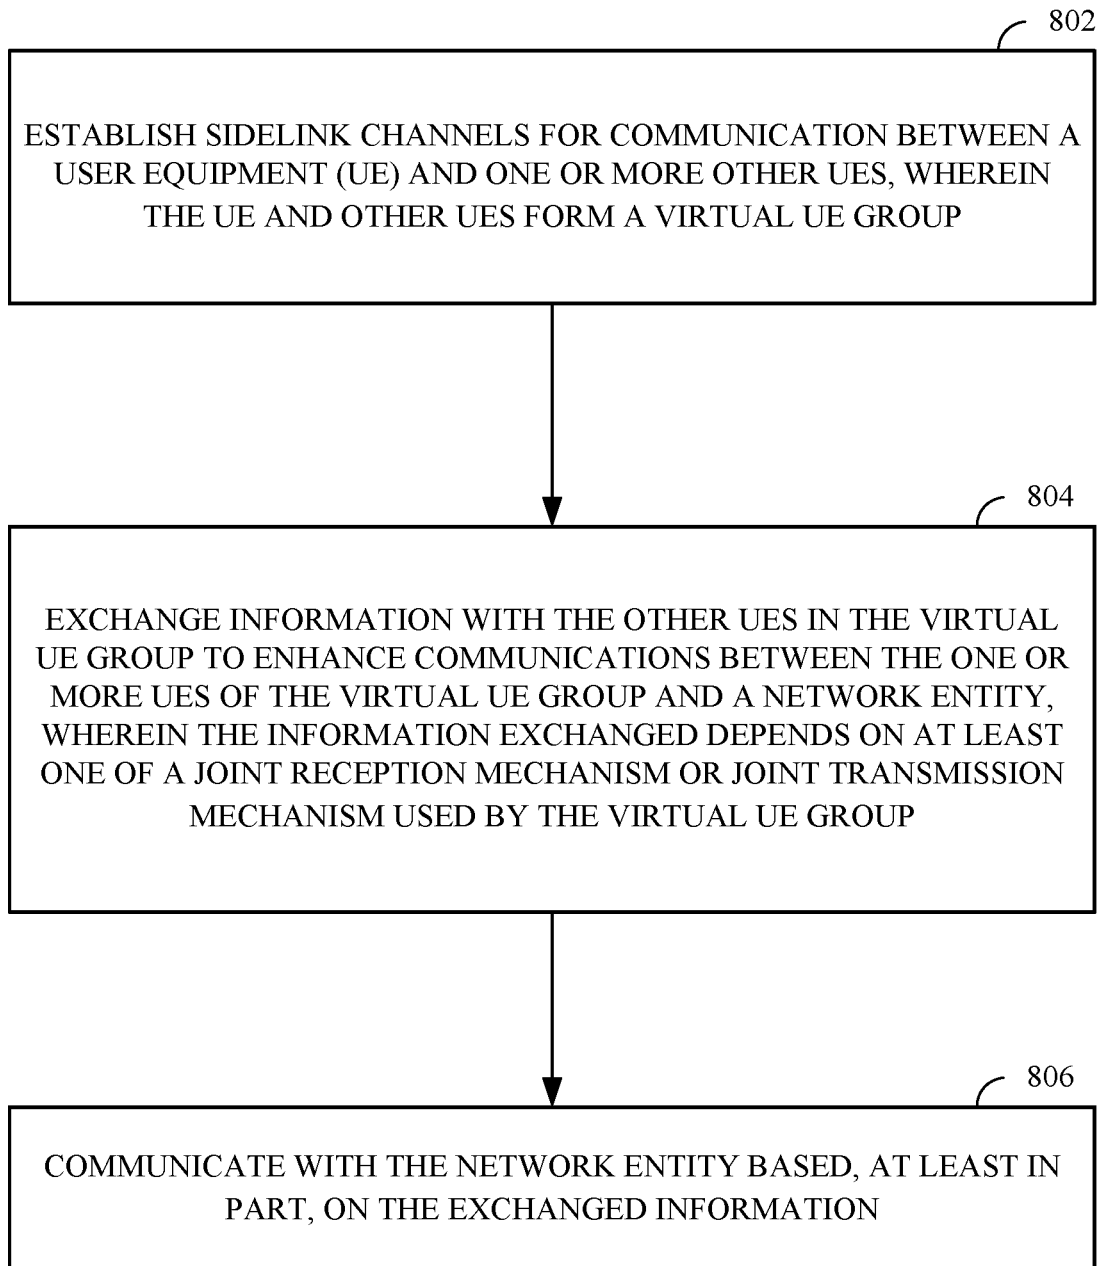 802
ESTABLISH SIDELINK CHANNELS FOR COMMUNICATION BETWEEN A
USER EQUIPMENT (UE) AND ONE OR MORE OTHER UES, WHEREIN
THE UE AND OTHER UES FORM A VIRTUAL UE GROUP
804
EXCHANGE INFORMATION WITH THE OTHER UES IN THE VIRTUAL
UE GROUP TO ENHANCE COMMUNICATIONS BETWEEN THE ONE OR
MORE UES OF THE VIRTUAL UE GROUP AND A NETWORK ENTITY,
WHEREIN THE INFORMATION EXCHANGED DEPENDS ON AT LEAST
ONE OF A JOINT RECEPTION MECHANISM OR JOINT TRANSMISSION
MECHANISM USED BY THE VIRTUAL UE GROUP
806
COMMUNICATE WITH THE NETWORK ENTITY BASED, AT LEAST IN
PART, ON THE EXCHANGED INFORMATION